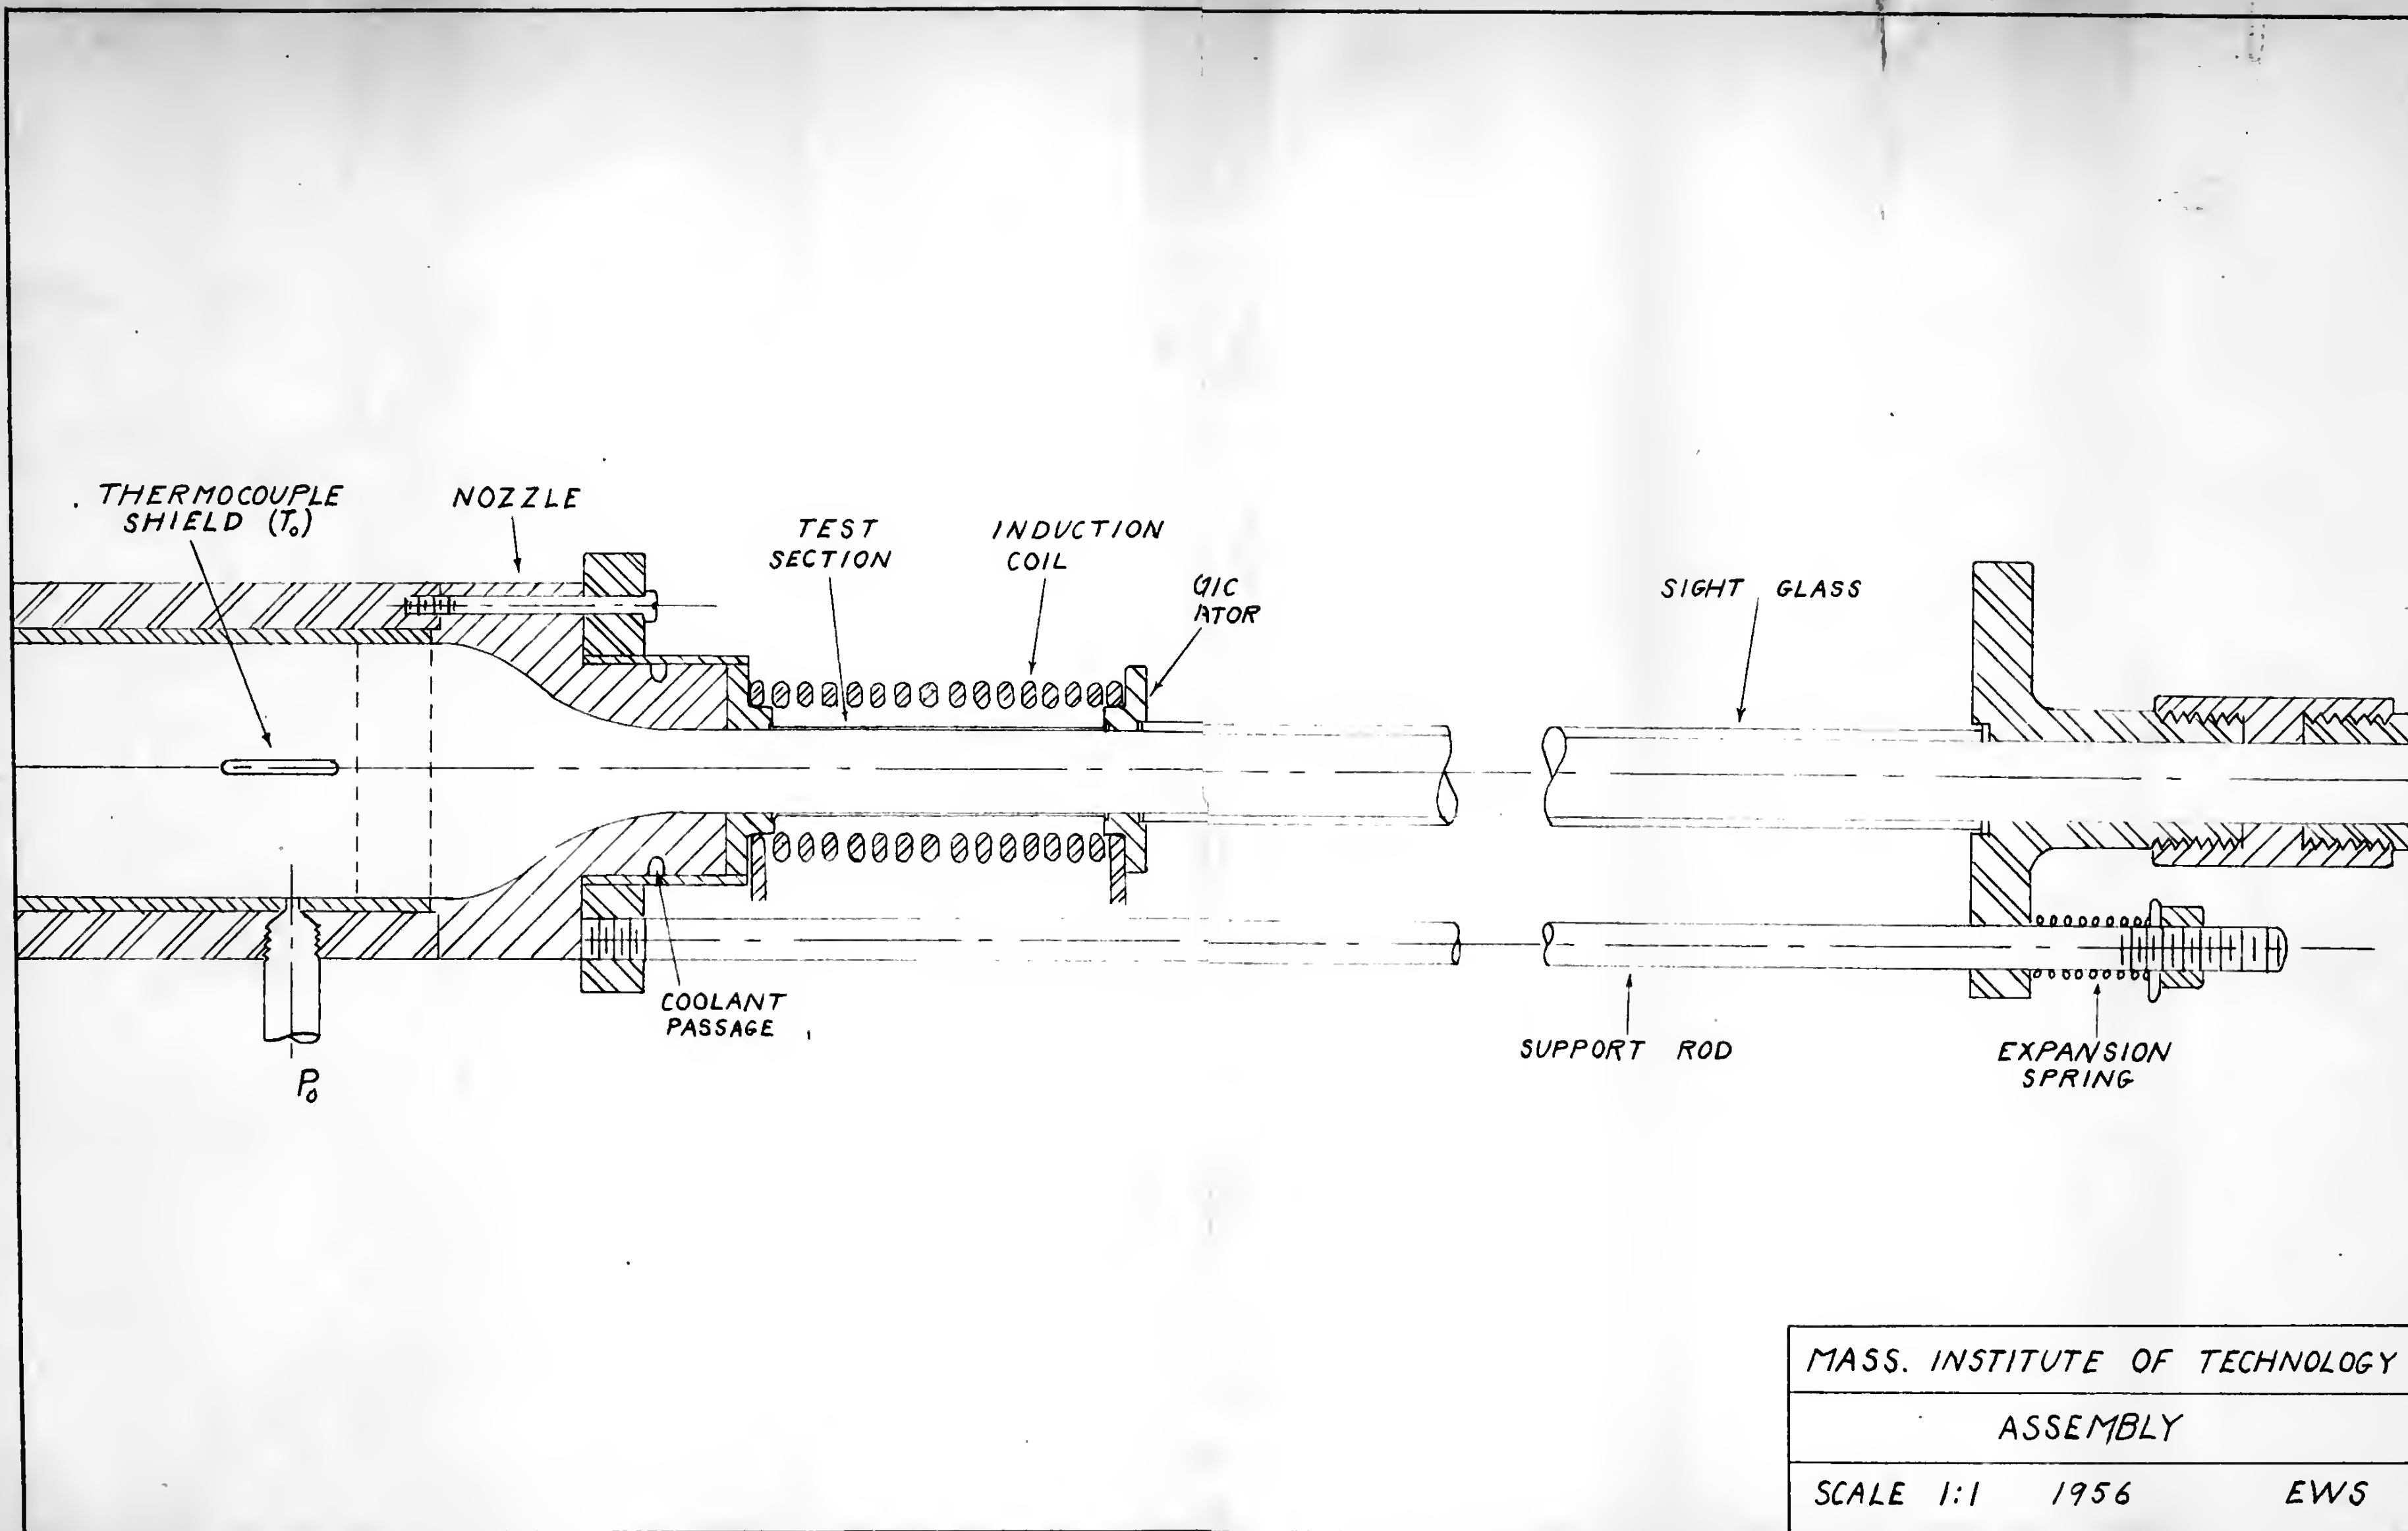 THERMOCOUPLE
SHIELD (T₀)
NOZZLE
TEST
SECTION
INDUCTION
COIL
GIC
ATOR
SIGHT GLASS
COOLANT
PASSAGE
P₀
SUPPORT ROD
EXPANSION
SPRING
MASS. INSTITUTE OF TECHNOLOGY
ASSEMBLY
SCALE 1:1 1956 EWS